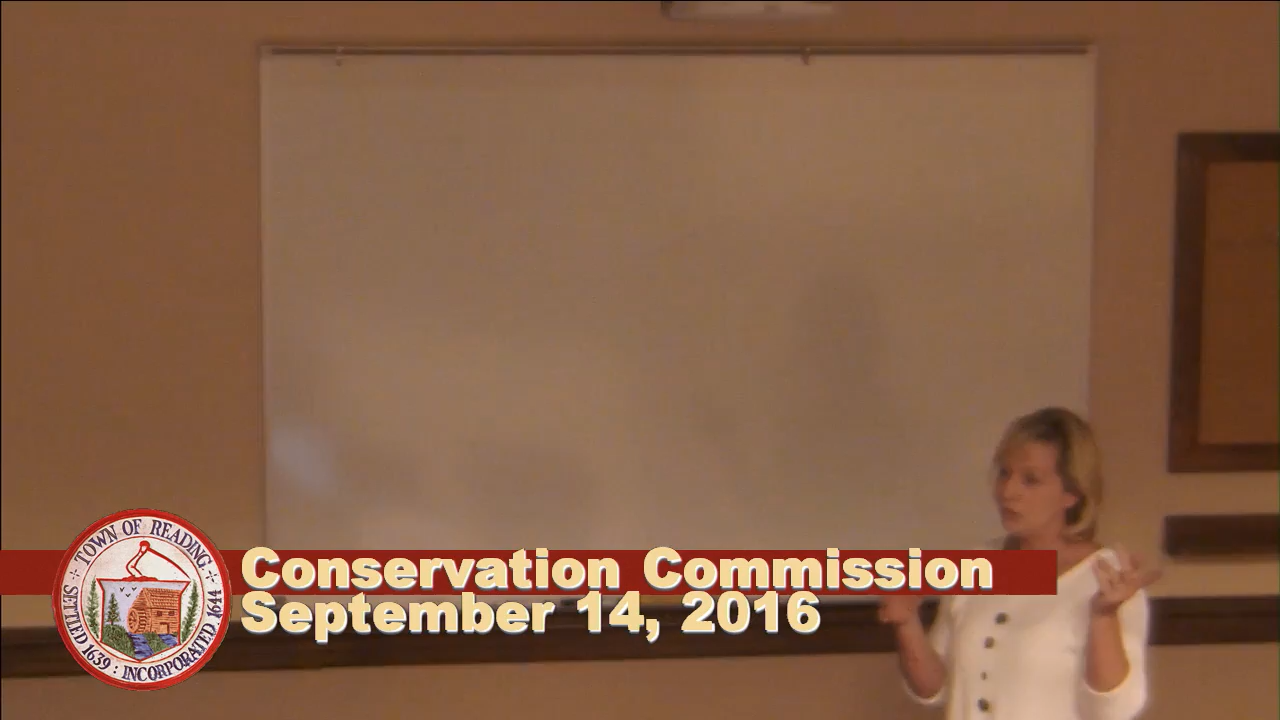 TOWN OF READING
SETTLED 1639 : INCORPORATED 1644
Conservation Commission
September 14, 2016